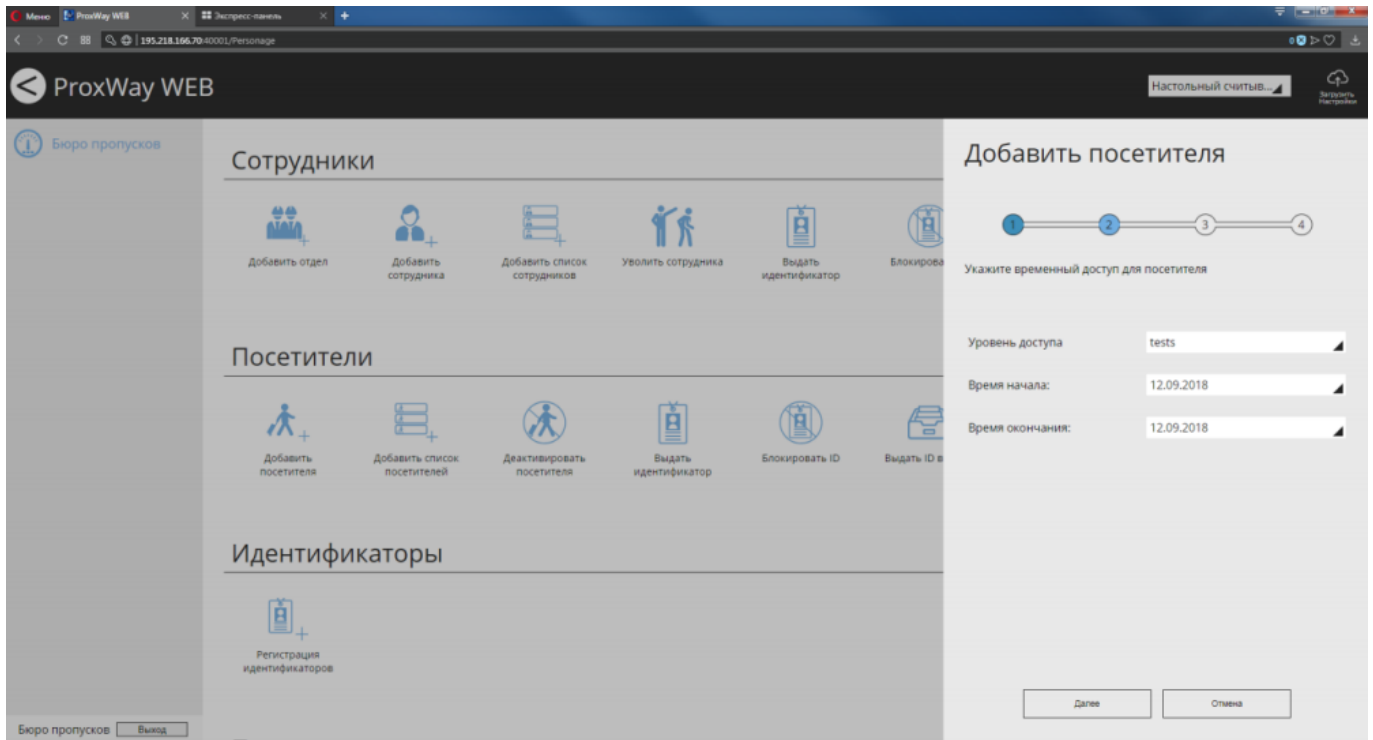 Меню ProxWay WEB Экспресс-панель
195.218.166.70:40001/Personage
ProxWay WEB
Настольный считыв...
Загрузить
Настройки
Бюро пропусков
Сотрудники
Добавить отдел
Добавить
сотрудника
Добавить список
сотрудников
Уволить сотрудника
Выдать
идентификатор
Блокирова
Посетители
Добавить
посетителя
Добавить список
посетителей
Деактивировать
посетителя
Выдать
идентификатор
Блокировать ID
Выдать ID в
Идентификаторы
Регистрация
идентификаторов
Бюро пропусков Выход
Добавить посетителя
1 2 3 4
Укажите временный доступ для посетителя
Уровень доступа tests
Время начала: 12.09.2018
Время окончания: 12.09.2018
Далее Отмена